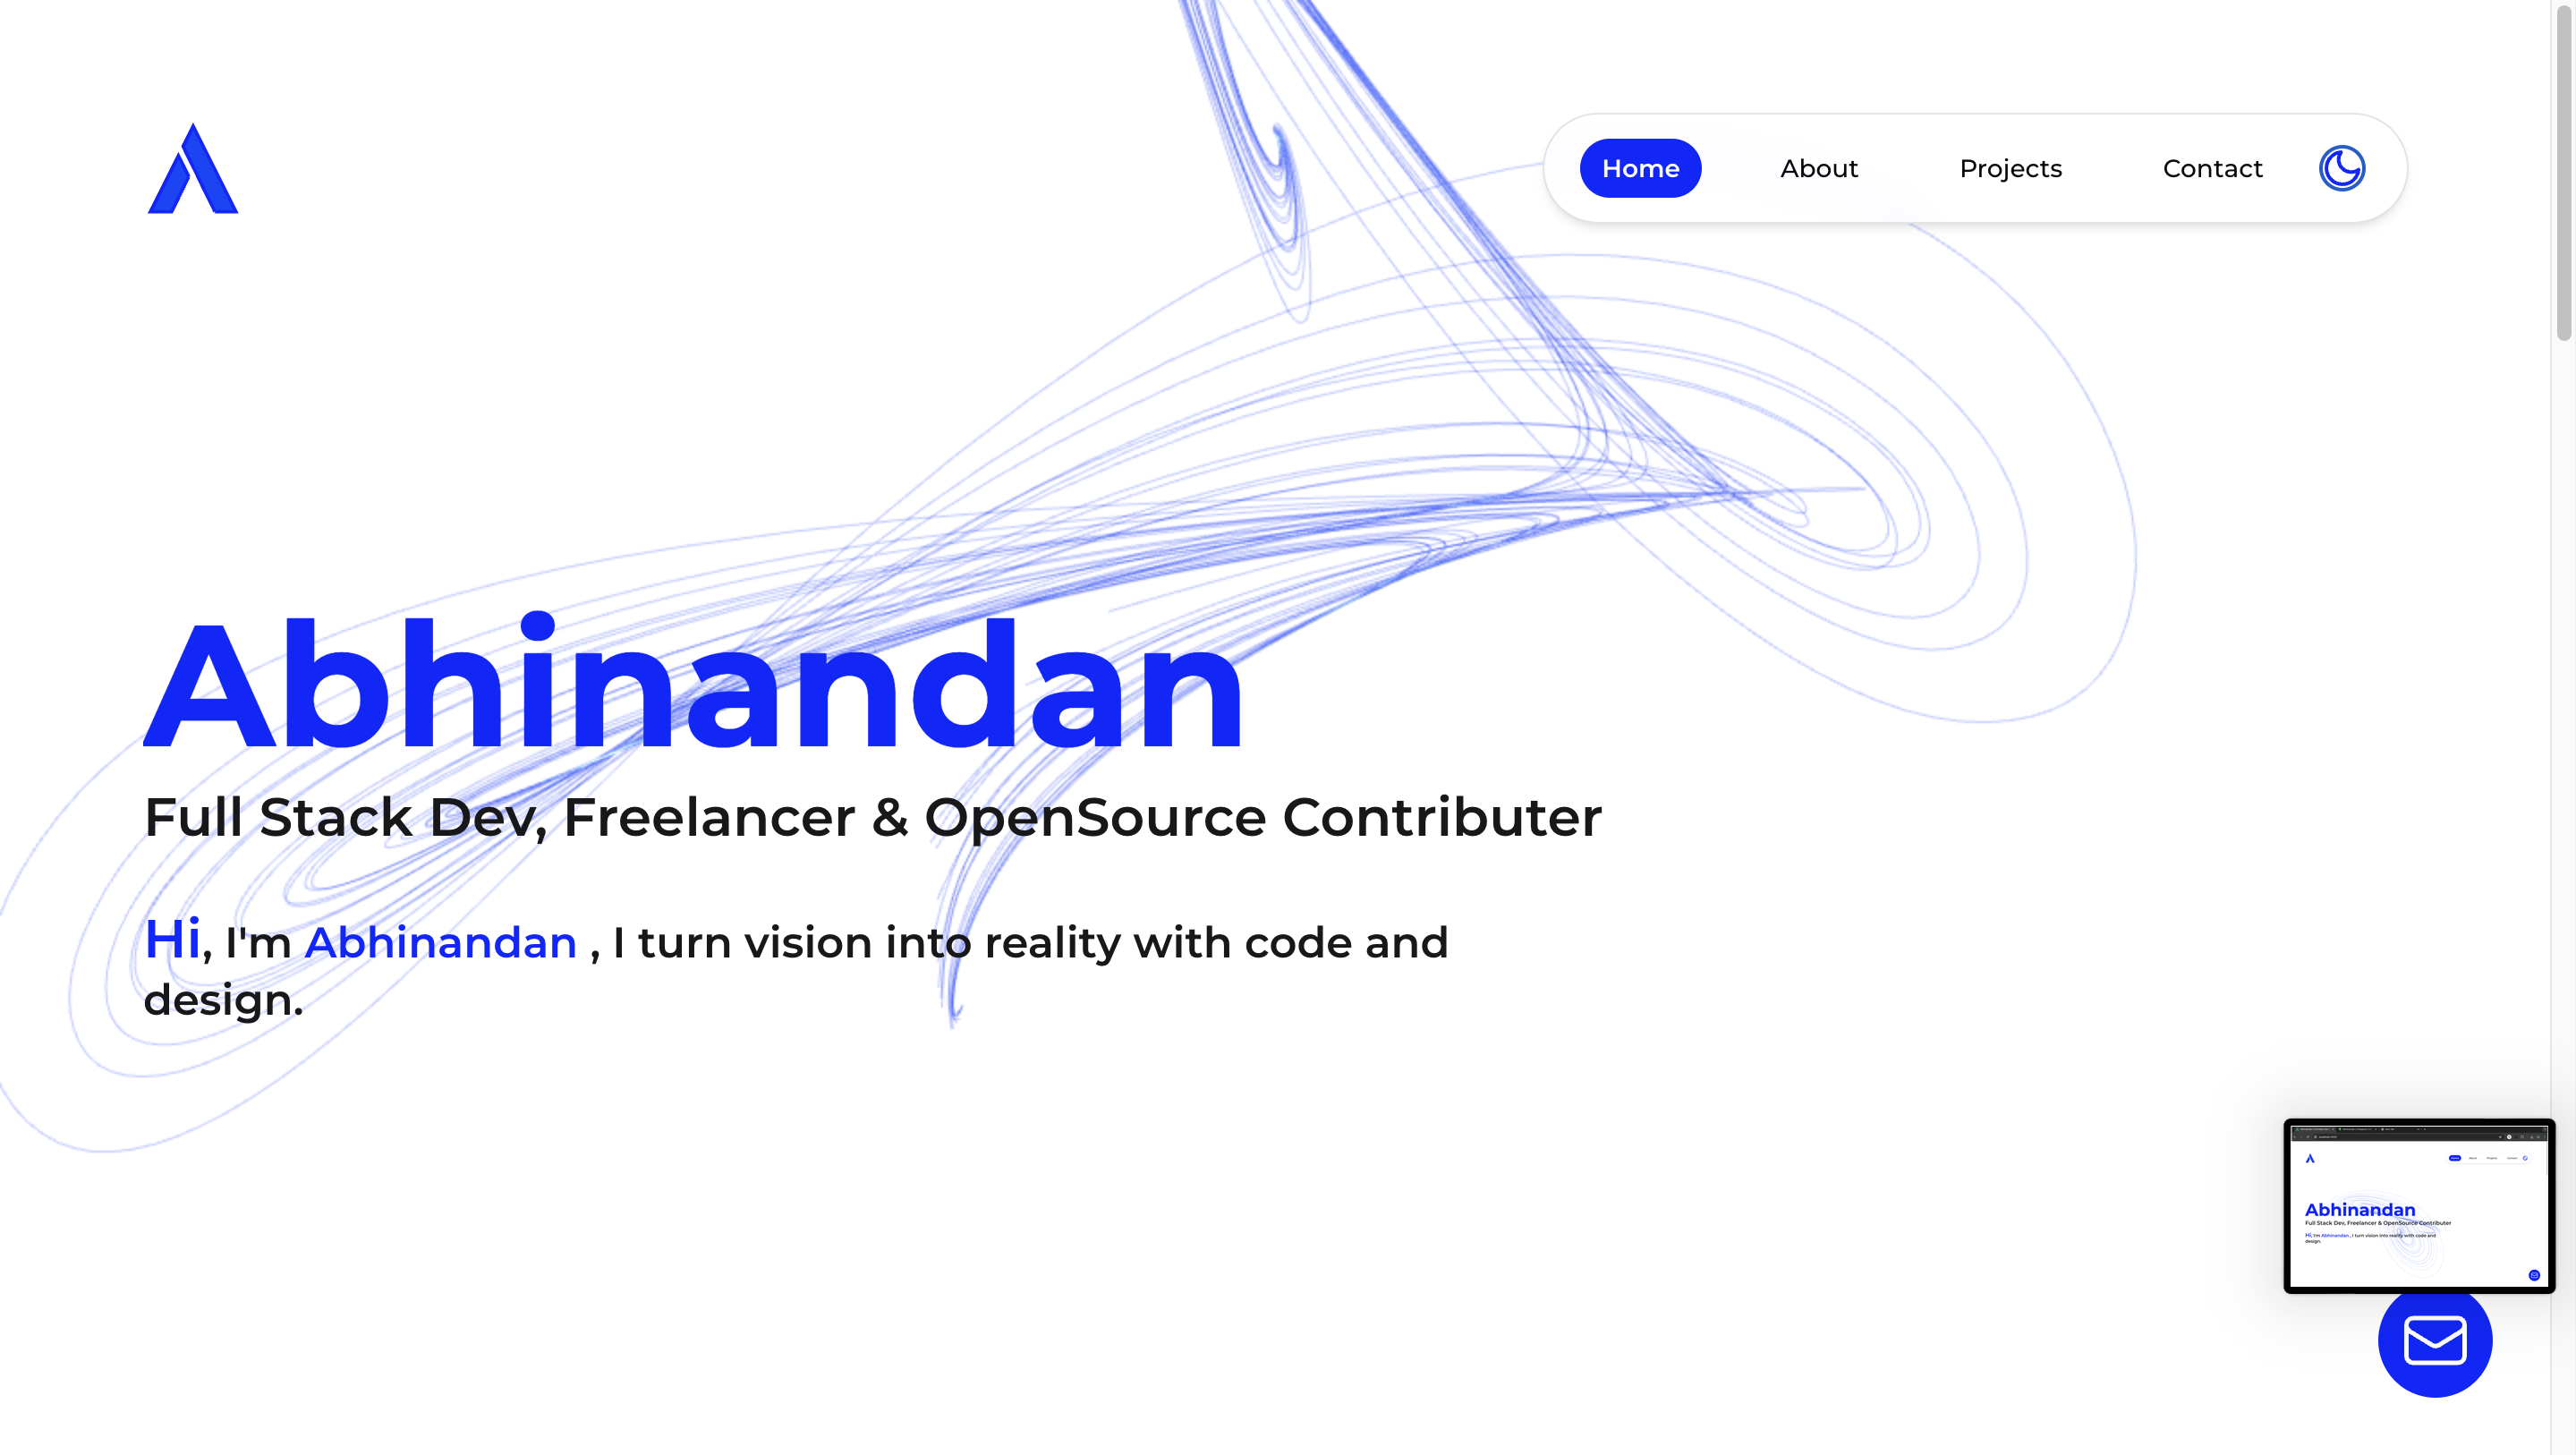 Home About Projects Contact
Abhinandan
Full Stack Dev, Freelancer & OpenSource Contributer
Hi, I'm Abhinandan , I turn vision into reality with code and
design.
Abhinandan
Full Stack Dev, Freelancer & OpenSource Contributer
Hi, I'm Abhinandan , I turn vision into reality with code and
design.